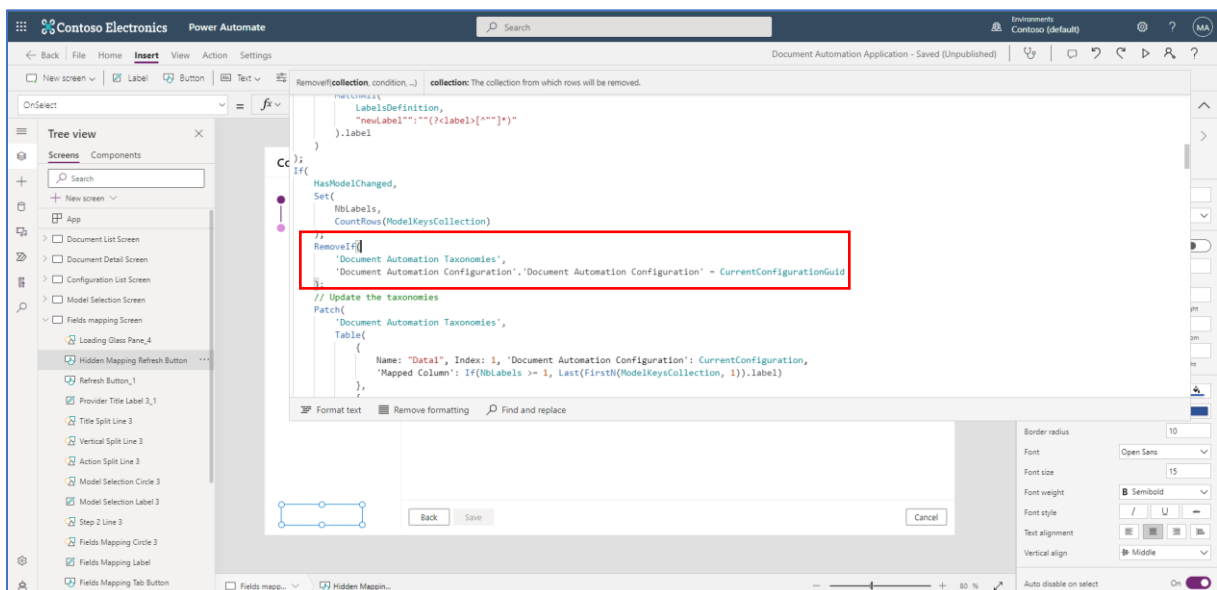 Contoso Electronics Power Automate Search Environments Contoso (default) ? MA
Back File Home Insert View Action Settings Document Automation Application - Saved (Unpublished) ?
New screen Label Button Text RemoveIf(collection, condition, ...) collection: The collection from which rows will be removed.
OnSelect = fx
MatchAll(
LabelsDefinition,
"newLabel"":""(?<label>[^""]*)"
).label
)
);
If(
HasModelChanged,
Set(
NbLabels,
CountRows(ModelKeysCollection)
);
RemoveIf(
'Document Automation Taxonomies',
'Document Automation Configuration'.'Document Automation Configuration' = CurrentConfigurationGuid
);
// Update the taxonomies
Patch(
'Document Automation Taxonomies',
Table(
{
Name: "Data1", Index: 1, 'Document Automation Configuration': CurrentConfiguration,
'Mapped Column': If(NbLabels >= 1, Last(FirstN(ModelKeysCollection, 1)).label)
},
{
Format text Remove formatting Find and replace
Tree view
Screens Components
Search
New screen
App
Document List Screen
Document Detail Screen
Configuration List Screen
Model Selection Screen
Fields mapping Screen
Loading Glass Pane_4
Hidden Mapping Refresh Button ...
Refresh Button_1
Provider Title Label 3_1
Title Split Line 3
Vertical Split Line 3
Action Split Line 3
Model Selection Circle 3
Model Selection Label 3
Step 2 Line 3
Fields Mapping Circle 3
Fields Mapping Label
Fields Mapping Tab Button
Co
Back Save Cancel
Fields mapp... Hidden Mappin... 80 %
Border radius 10
Font Open Sans
Font size 15
Font weight B Semibold
Font style / U
Text alignment
Vertical align Middle
Auto disable on select On